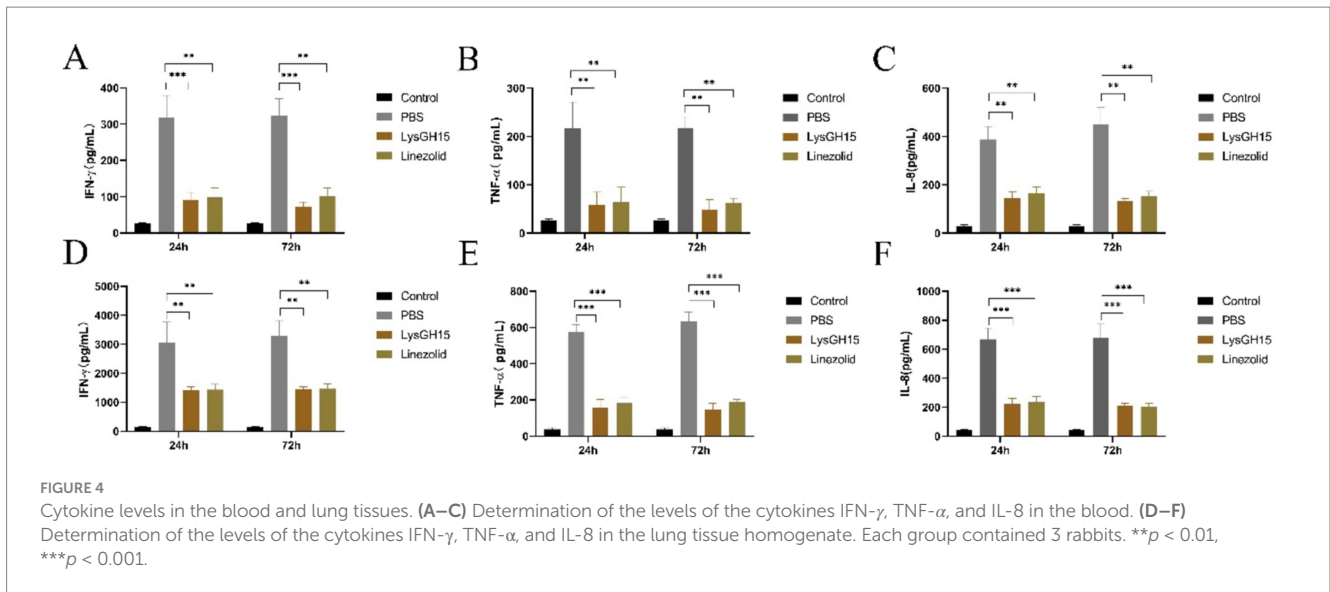 A
IFN-γ(pg/mL)
400
300
200
100
0
** **
*** ***
24h 72h
Control
PBS
LysGH15
Linezolid
B
TNF-α( pg/mL)
300
200
100
0
** **
** **
24h 72h
Control
PBS
LysGH15
Linezolid
C
IL-8(pg/mL)
600
400
200
0
** **
** **
24h 72h
Control
PBS
LysGH15
Linezolid
D
IFN-γ(pg/mL)
5000
4000
3000
2000
1000
0
** **
** **
24h 72h
Control
PBS
LysGH15
Linezolid
E
TNF-α( pg/mL)
800
600
400
200
0
*** ***
*** ***
24h 72h
Control
PBS
LysGH15
Linezolid
F
IL-8(pg/mL)
1000
800
600
400
200
0
*** ***
*** ***
24h 72h
Control
PBS
LysGH15
Linezolid
FIGURE 4
Cytokine levels in the blood and lung tissues. (A–C) Determination of the levels of the cytokines IFN-γ, TNF-α, and IL-8 in the blood. (D–F)
Determination of the levels of the cytokines IFN-γ, TNF-α, and IL-8 in the lung tissue homogenate. Each group contained 3 rabbits. **p < 0.01,
***p < 0.001.